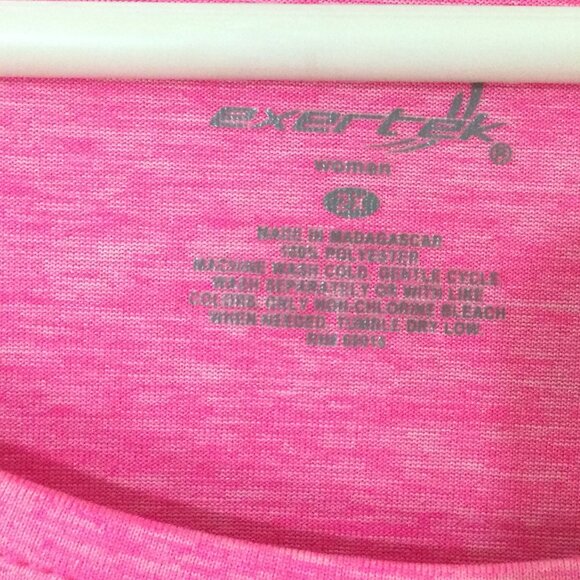 exertek®
women
MADE IN MADAGASCAR
100% POLYESTER
MACHINE WASH COLD, GENTLE CYCLE
WASH SEPARATELY OR WITH LIKE
COLORS, ONLY NON-CHLORINE BLEACH
WHEN NEEDED, TUMBLE DRY LOW